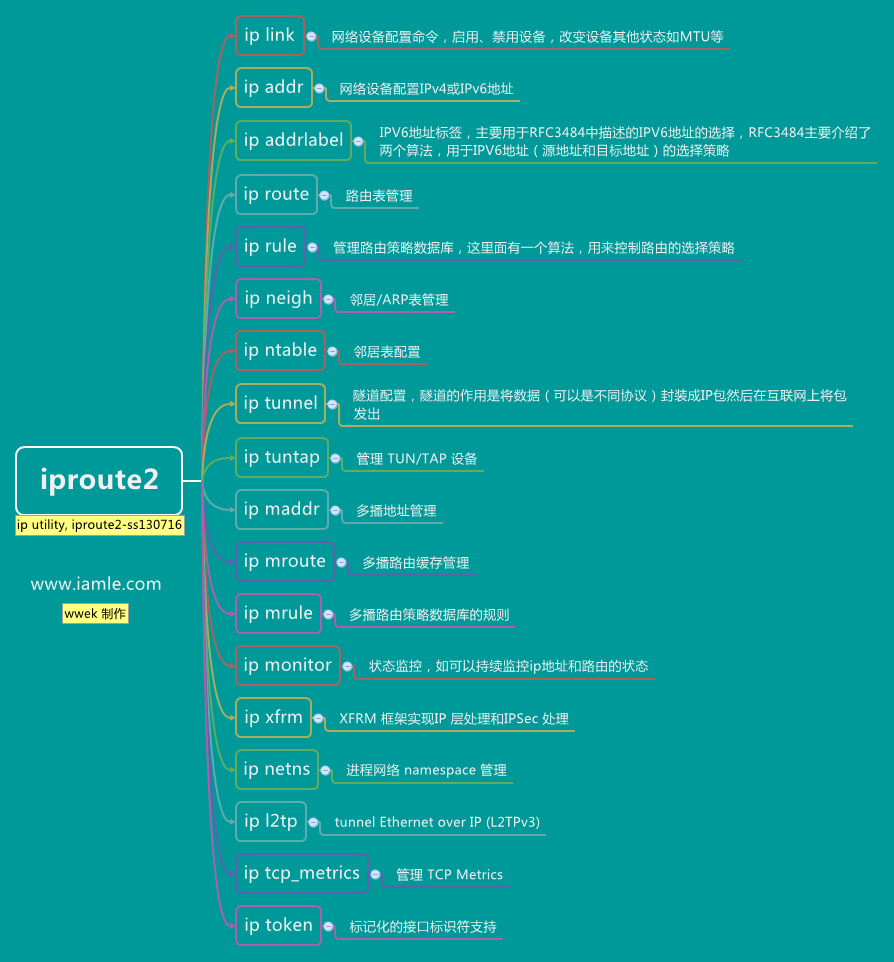 iproute2
ip utility, iproute2-ss130716
www.iamle.com
wwek 制作
ip link
网络设备配置命令，启用、禁用设备，改变设备其他状态如MTU等
ip addr
网络设备配置IPv4或IPv6地址
ip addrlabel
IPV6地址标签，主要用于RFC3484中描述的IPV6地址的选择，RFC3484主要介绍了
两个算法，用于IPV6地址（源地址和目标地址）的选择策略
ip route
路由表管理
ip rule
管理路由策略数据库，这里面有一个算法，用来控制路由的选择策略
ip neigh
邻居/ARP表管理
ip ntable
邻居表配置
ip tunnel
隧道配置，隧道的作用是将数据（可以是不同协议）封装成IP包然后在互联网上将包
发出
ip tuntap
管理 TUN/TAP 设备
ip maddr
多播地址管理
ip mroute
多播路由缓存管理
ip mrule
多播路由策略数据库的规则
ip monitor
状态监控，如可以持续监控ip地址和路由的状态
ip xfrm
XFRM 框架实现IP 层处理和IPSec 处理
ip netns
进程网络 namespace 管理
ip l2tp
tunnel Ethernet over IP (L2TPv3)
ip tcp_metrics
管理 TCP Metrics
ip token
标记化的接口标识符支持